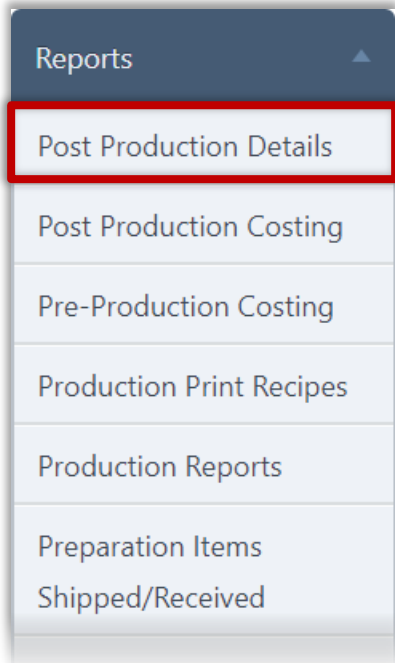 Reports
Post Production Details
Post Production Costing
Pre-Production Costing
Production Print Recipes
Production Reports
Preparation Items
Shipped/Received